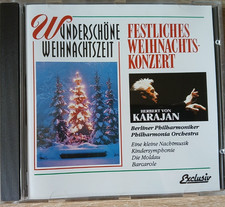 WUNDERSCHÖNE
WEIHNACHTSZEIT
FESTLICHES
WEIHNACHTS-
KONZERT
HERBERT VON
KARAJAN
Berliner Philharmoniker
Philharmonia Orchestra
Eine kleine Nachtmusik
Kindersymphonie
Die Moldau
Barcarole
Exclusiv